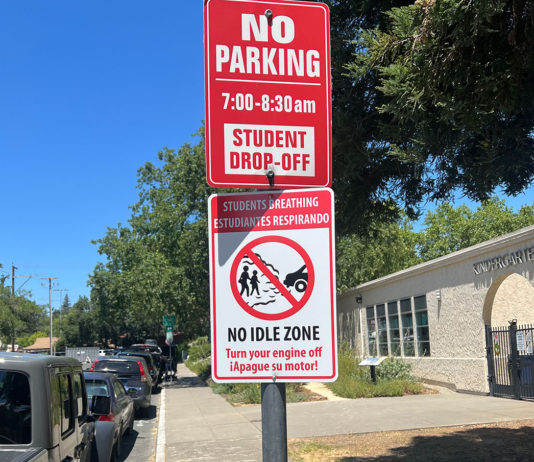 NO
PARKING
7:00-8:30am
STUDENT
DROP-OFF
STUDENTS BREATHING
ESTUDIANTES RESPIRANDO
NO IDLE ZONE
Turn your engine off
¡Apague su motor!
KINDERGARTE